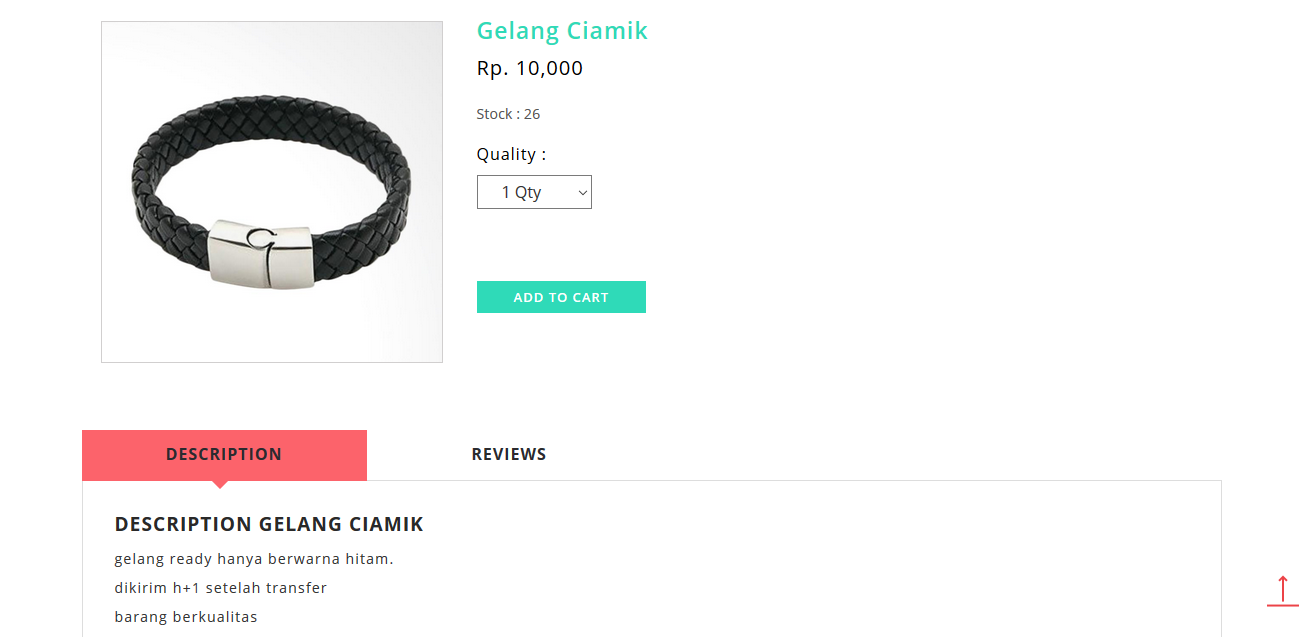 Gelang Ciamik
Rp. 10,000
Stock : 26
Quality :
1 Qty
ADD TO CART
DESCRIPTION
REVIEWS
DESCRIPTION GELANG CIAMIK
gelang ready hanya berwarna hitam.
dikirim h+1 setelah transfer
barang berkualitas